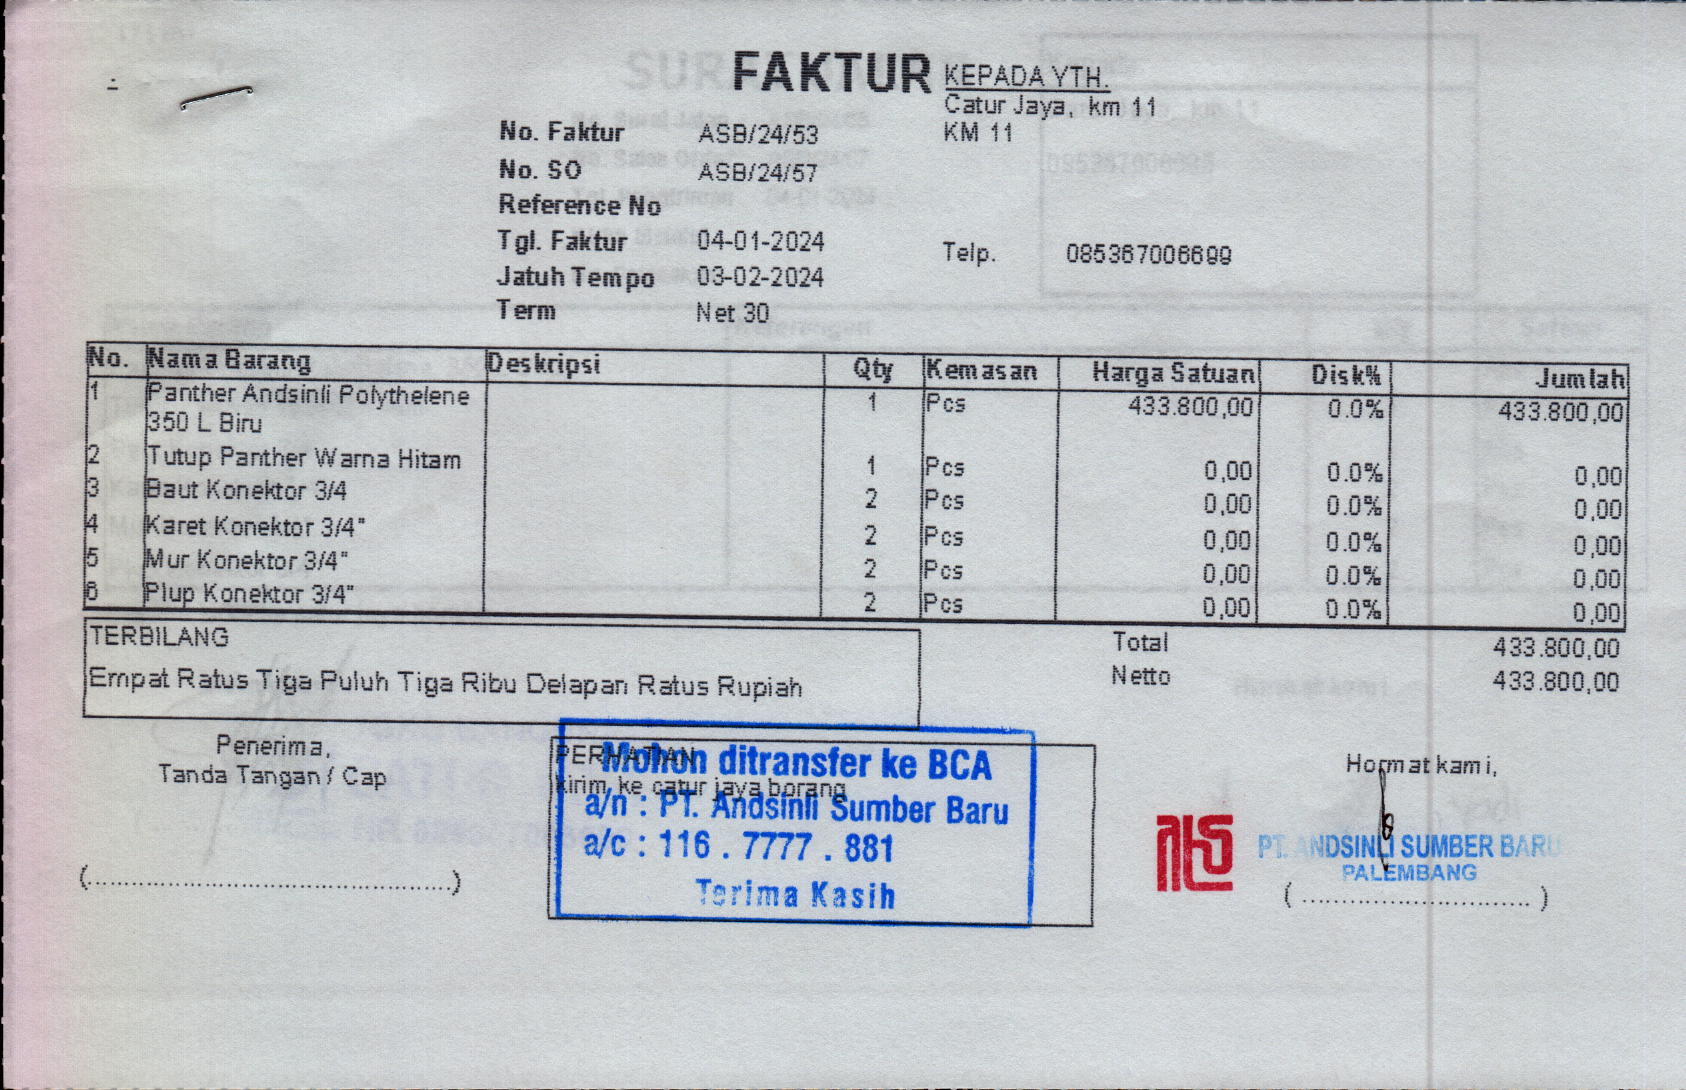 FAKTUR
KEPADA YTH.
Catur Jaya, km 11
KM 11
No. Faktur ASB/24/53
No. SO ASB/24/57
Reference No
Tgl. Faktur 04-01-2024
Telp. 085367006699
Jatuh Tempo 03-02-2024
Term Net 30
No. Nama Barang Deskripsi Qty Kemasan Harga Satuan Disk% Jumlah
1 Panther Andsinli Polythelene 1 Pcs 433.800,00 0.0% 433.800,00
350 L Biru
2 Tutup Panther Warna Hitam 1 Pcs 0,00 0.0% 0,00
3 Baut Konektor 3/4 2 Pcs 0,00 0.0% 0,00
4 Karet Konektor 3/4" 2 Pcs 0,00 0.0% 0,00
5 Mur Konektor 3/4" 2 Pcs 0,00 0.0% 0,00
6 Plup Konektor 3/4" 2 Pcs 0,00 0.0% 0,00
TERBILANG
Empat Ratus Tiga Puluh Tiga Ribu Delapan Ratus Rupiah
Total 433.800,00
Netto 433.800,00
Penerima,
Tanda Tangan / Cap
(..............................................)
PERHATIAN
kirim ke catur jaya borang
Mohon ditransfer ke BCA
a/n : PT. Andsinli Sumber Baru
a/c : 116 . 7777 . 881
Terima Kasih
Hormat kami,
PT. ANDSINLI SUMBER BARU
PALEMBANG
(..............................)